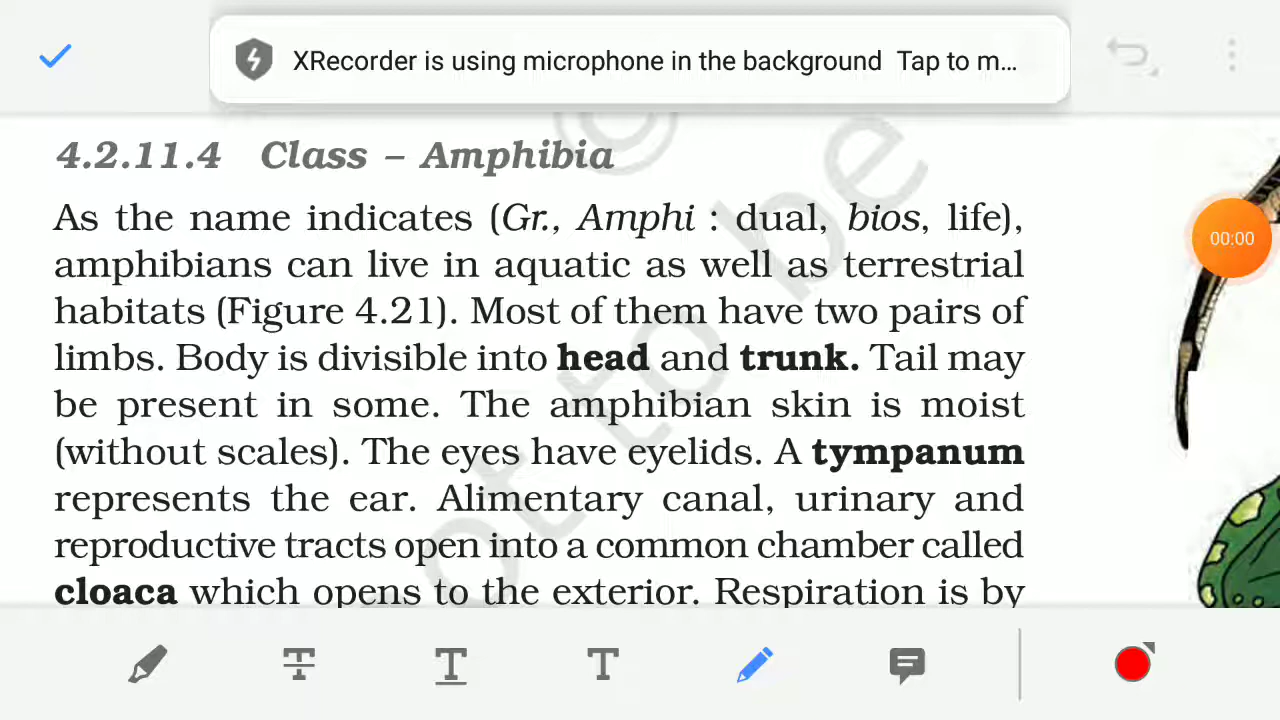 XRecorder is using microphone in the background Tap to m...
4.2.11.4 Class – Amphibia
As the name indicates (Gr., Amphi : dual, bios, life),
amphibians can live in aquatic as well as terrestrial
habitats (Figure 4.21). Most of them have two pairs of
limbs. Body is divisible into head and trunk. Tail may
be present in some. The amphibian skin is moist
(without scales). The eyes have eyelids. A tympanum
represents the ear. Alimentary canal, urinary and
reproductive tracts open into a common chamber called
cloaca which opens to the exterior. Respiration is by
00:00
©
ot to be
T
T
T